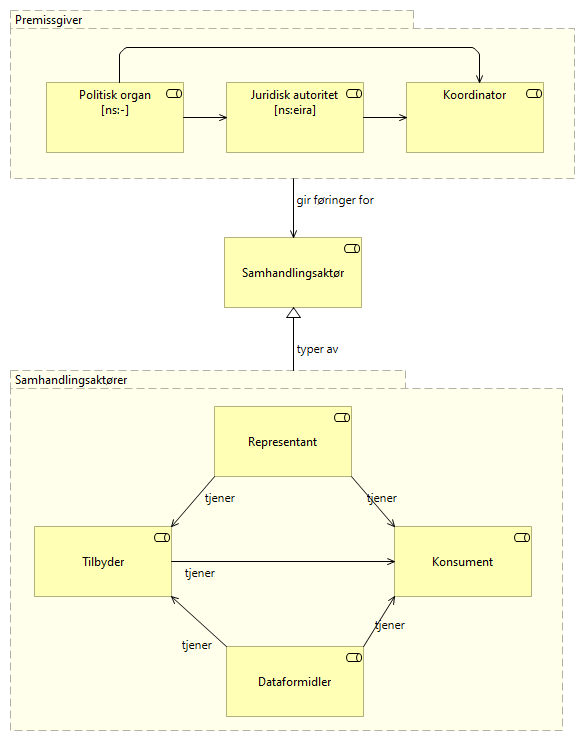 Premissgiver
Politisk organ
[ns:-]
Juridisk autoritet
[ns:eira]
Koordinator
gir føringer for
Samhandlingsaktør
typer av
Samhandlingsaktører
Representant
tjener
tjener
Tilbyder
tjener
Konsument
tjener
tjener
Dataformidler